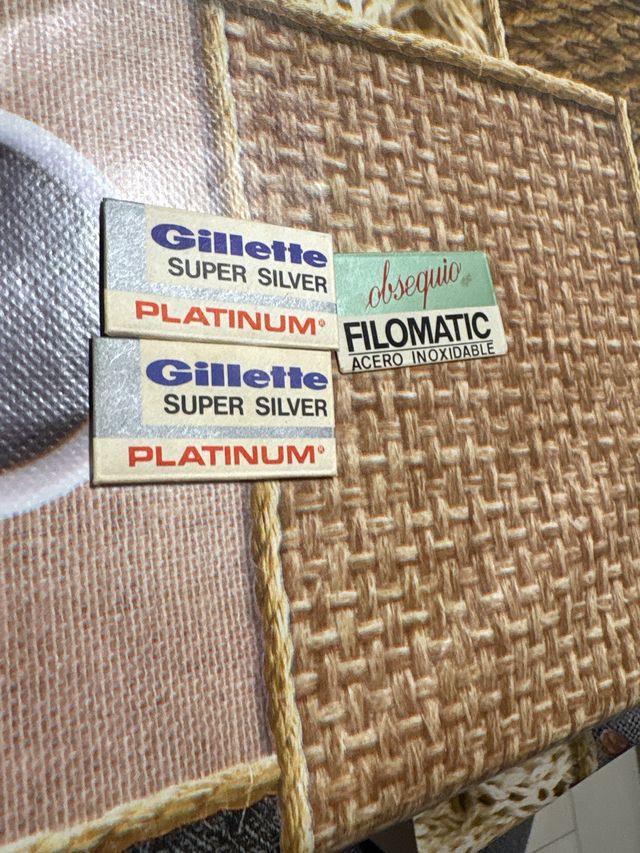 Gillette
SUPER SILVER
PLATINUM®
Gillette
SUPER SILVER
PLATINUM®
obsequio
FILOMATIC
ACERO INOXIDABLE